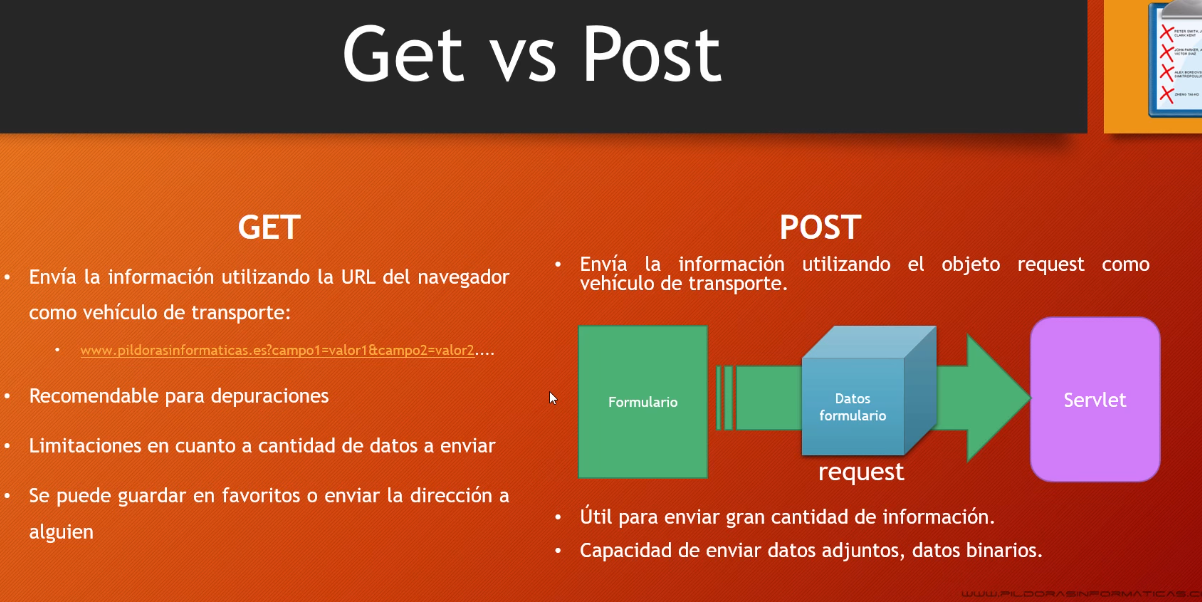 Get vs Post
GET
Envía la información utilizando la URL del navegador
como vehículo de transporte:
www.pildorasinformaticas.es?campo1=valor1&campo2=valor2....
Recomendable para depuraciones
Limitaciones en cuanto a cantidad de datos a enviar
Se puede guardar en favoritos o enviar la dirección a
alguien
POST
Envía la información utilizando el objeto request como
vehículo de transporte.
Formulario
Datos
formulario
Servlet
request
Útil para enviar gran cantidad de información.
Capacidad de enviar datos adjuntos, datos binarios.
WWW.PILDORASINFORMATICAS.C